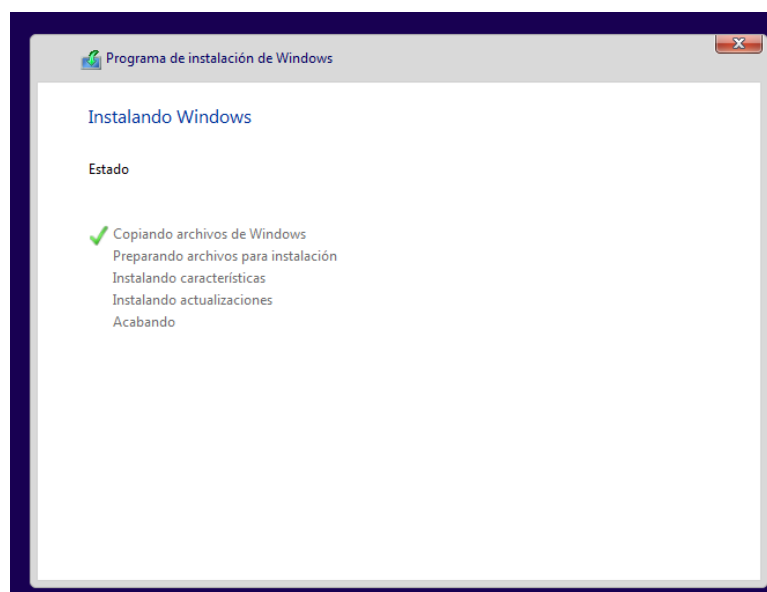 Programa de instalación de Windows
Instalando Windows
Estado
Copiando archivos de Windows
Preparando archivos para instalación
Instalando características
Instalando actualizaciones
Acabando